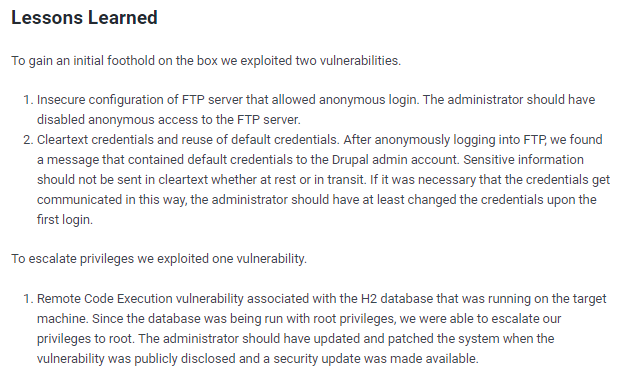 Lessons Learned
To gain an initial foothold on the box we exploited two vulnerabilities.
1. Insecure configuration of FTP server that allowed anonymous login. The administrator should have
disabled anonymous access to the FTP server.
2. Cleartext credentials and reuse of default credentials. After anonymously logging into FTP, we found
a message that contained default credentials to the Drupal admin account. Sensitive information
should not be sent in cleartext whether at rest or in transit. If it was necessary that the credentials get
communicated in this way, the administrator should have at least changed the credentials upon the
first login.
To escalate privileges we exploited one vulnerability.
1. Remote Code Execution vulnerability associated with the H2 database that was running on the target
machine. Since the database was being run with root privileges, we were able to escalate our
privileges to root. The administrator should have updated and patched the system when the
vulnerability was publicly disclosed and a security update was made available.